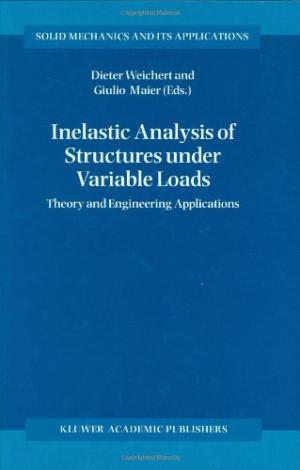 SOLID MECHANICS AND ITS APPLICATIONS
Dieter Weichert and
Giulio Maier (Eds.)
Inelastic Analysis of
Structures under
Variable Loads
Theory and Engineering Applications
KLUWER ACADEMIC PUBLISHERS